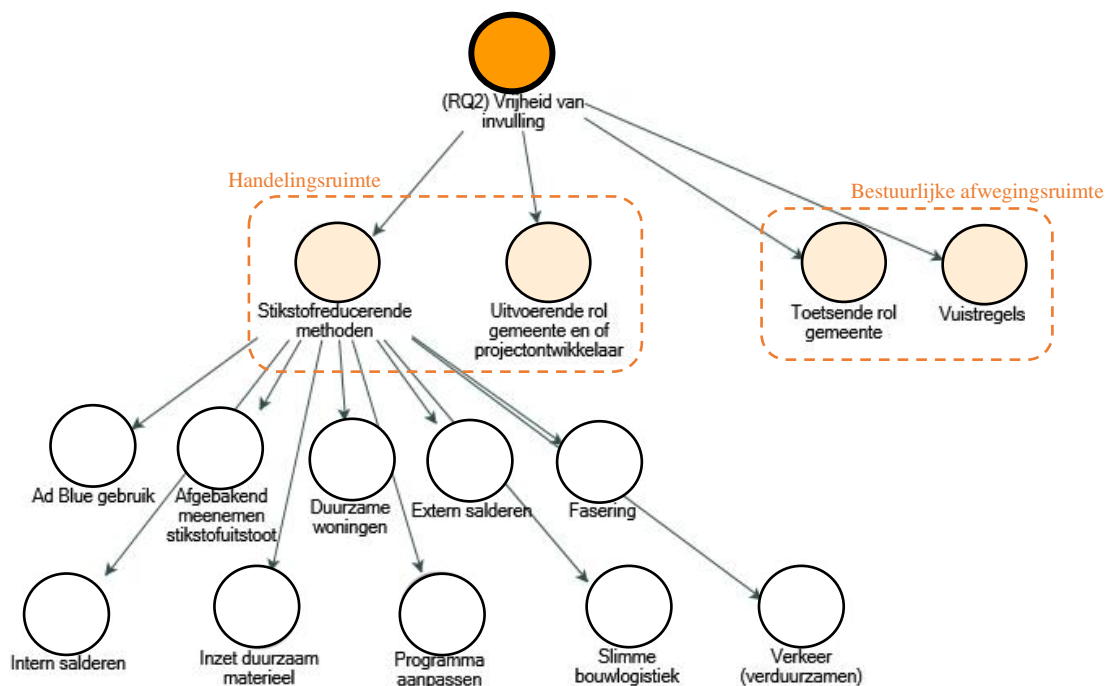 (RQ2) Vrijheid van
invulling
Handelingsruimte
Bestuurlijke afwegingsruimte
Stikstofreducerende
methoden
Uitvoerende rol
gemeente en of
projectontwikkelaar
Toetsende rol
gemeente
Vuistregels
Ad Blue gebruik
Afgebakend
meenemen
stikstofuitstoot
Duurzame
woningen
Extern salderen
Fasering
Intern salderen
Inzet duurzaam
materieel
Programma
aanpassen
Slimme
bouwlogistiek
Verkeer
(verduurzamen)